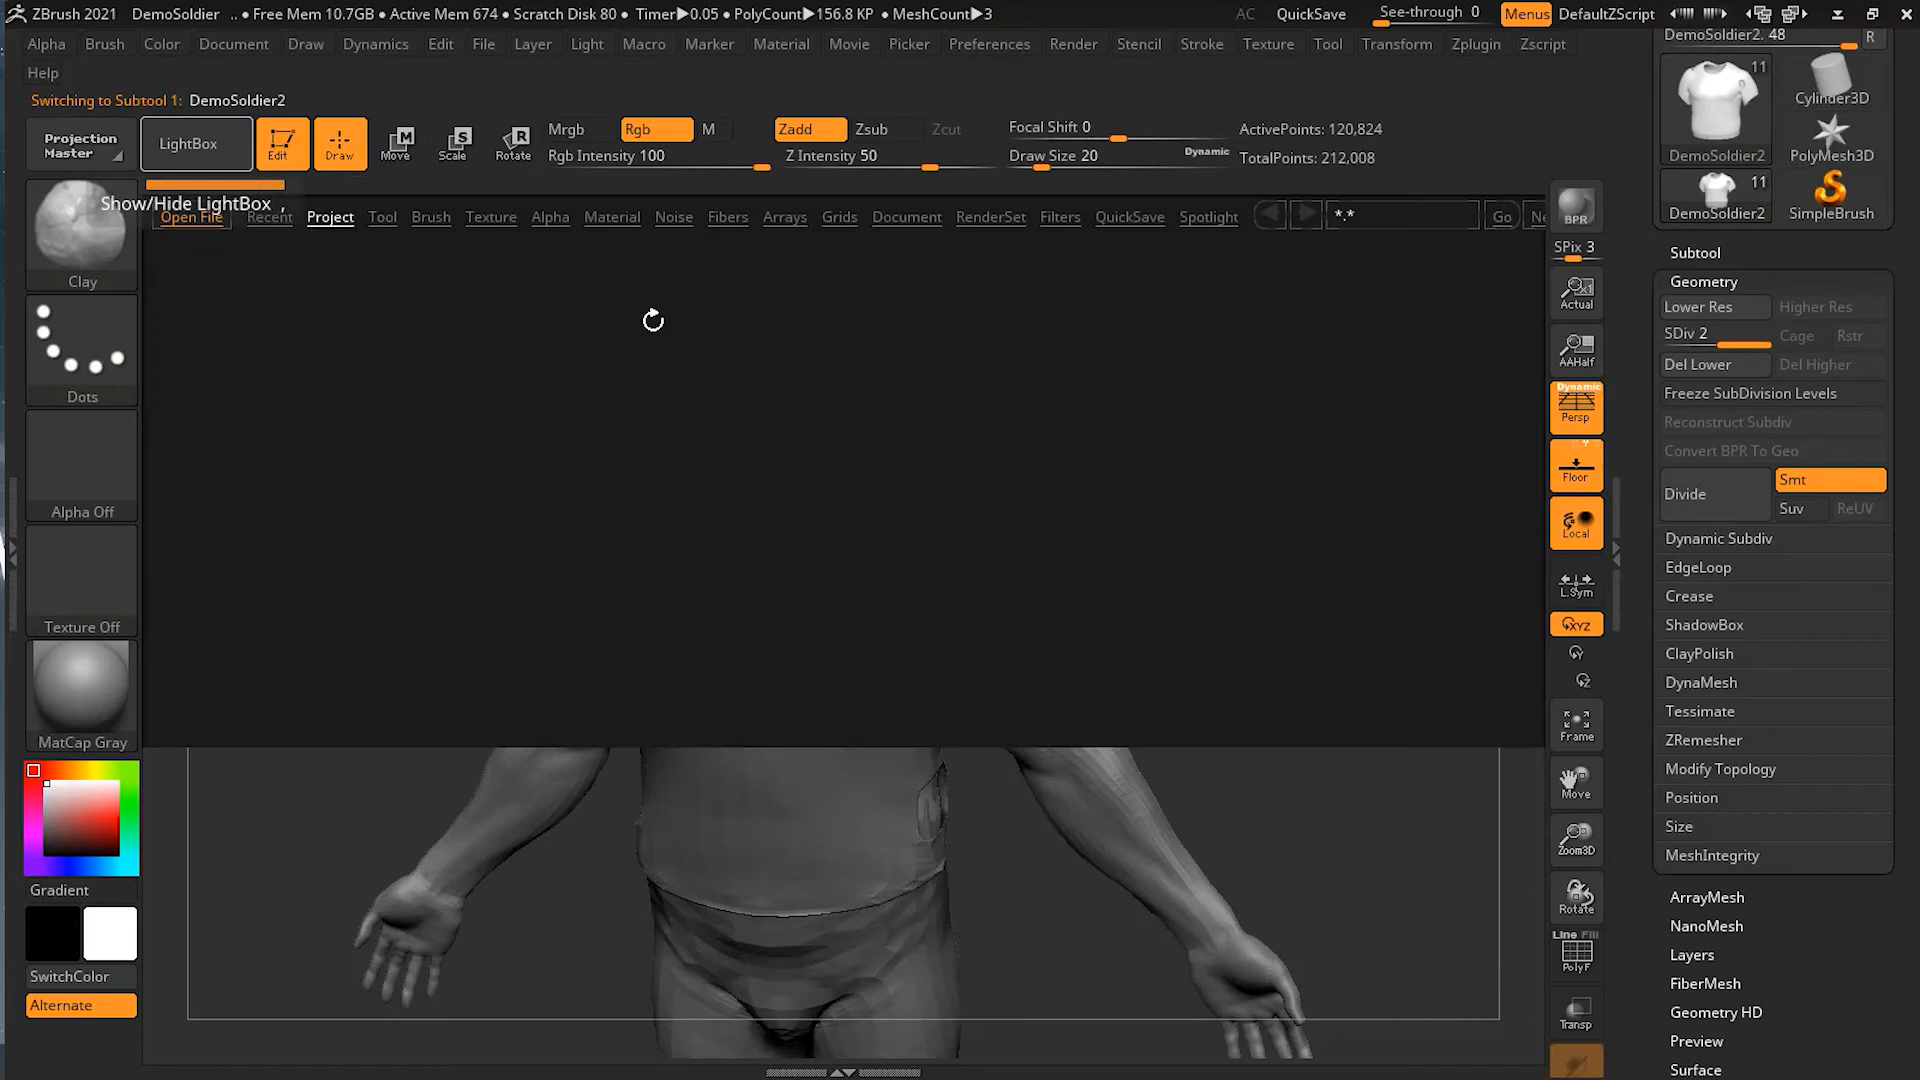 ZBrush 2021 DemoSoldier .. • Free Mem 10.7GB • Active Mem 674 • Scratch Disk 80 • Timer▶0.05 • PolyCount▶156.8 KP • MeshCount▶3 AC QuickSave See-through 0 Menus DefaultZScript
Alpha Brush Color Document Draw Dynamics Edit File Layer Light Macro Marker Material Movie Picker Preferences Render Stencil Stroke Texture Tool Transform Zplugin Zscript
Help
Switching to Subtool 1: DemoSoldier2
Projection Master
LightBox
Edit
Draw
Move
Scale
Rotate
Mrgb Rgb M
Rgb Intensity 100
Zadd Zsub Zcut
Z Intensity 50
Focal Shift 0
Draw Size 20 Dynamic
ActivePoints: 120,824
TotalPoints: 212,008
Show/Hide LightBox ,
Open File Recent Project Tool Brush Texture Alpha Material Noise Fibers Arrays Grids Document RenderSet Filters QuickSave Spotlight *.* Go Ne
Clay
Dots
Alpha Off
Texture Off
MatCap Gray
Gradient
SwitchColor
Alternate
BPR
SPix 3
Actual
AAHalf
Dynamic
Persp
Floor
Local
L.Sym
XYZ
Y
Z
Frame
Move
Zoom3D
Rotate
Line Fill
PolyF
Transp
DemoSoldier2. 48 R
11
DemoSoldier2
Cylinder3D
PolyMesh3D
11
DemoSoldier2
SimpleBrush
Subtool
Geometry
Lower Res Higher Res
SDiv 2 Cage Rstr
Del Lower Del Higher
Freeze SubDivision Levels
Reconstruct Subdiv
Convert BPR To Geo
Divide Smt
Suv ReUV
Dynamic Subdiv
EdgeLoop
Crease
ShadowBox
ClayPolish
DynaMesh
Tessimate
ZRemesher
Modify Topology
Position
Size
MeshIntegrity
ArrayMesh
NanoMesh
Layers
FiberMesh
Geometry HD
Preview
Surface